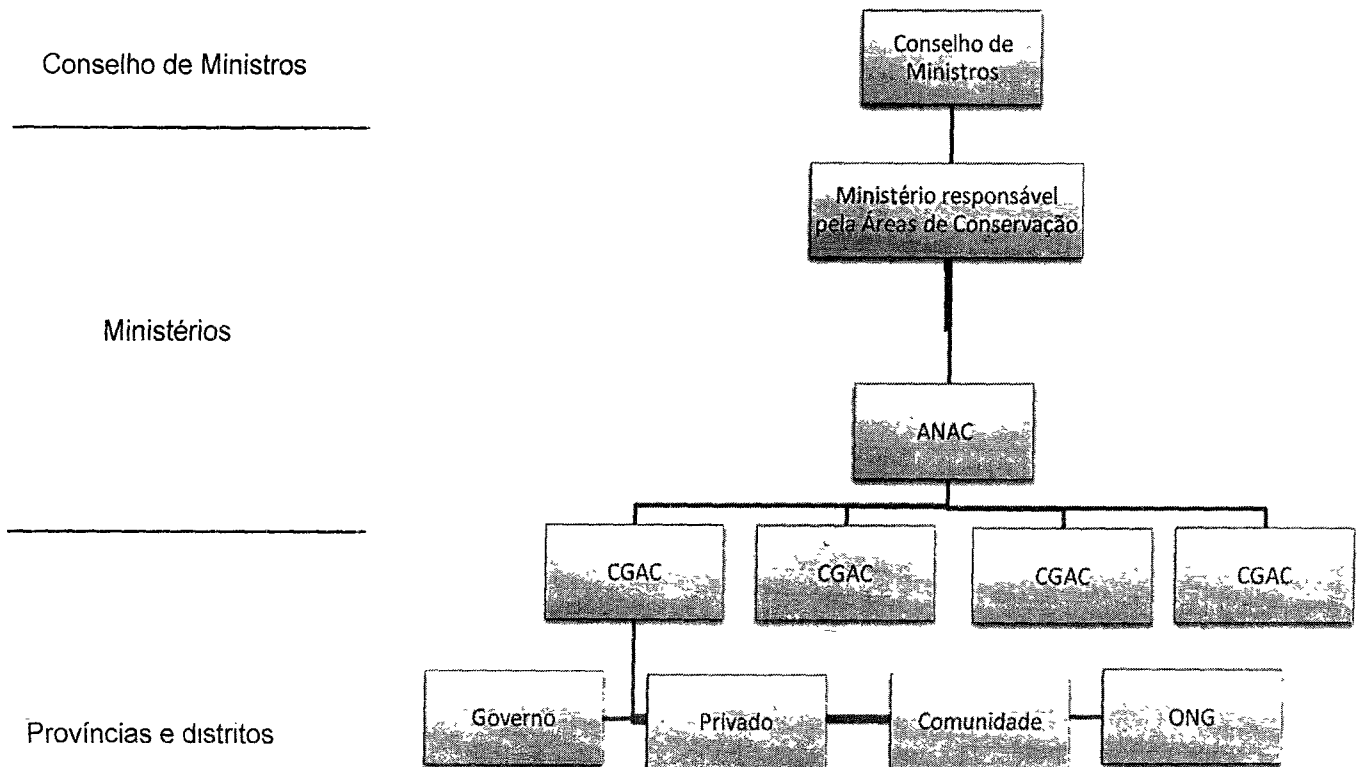 Conselho de Ministros
Conselho de
Ministros
Ministério responsável
pela Áreas de Conservação
Ministérios
ANAC
CGAC
CGAC
CGAC
CGAC
Províncias e distritos
Governo
Privado
Comunidade
ONG